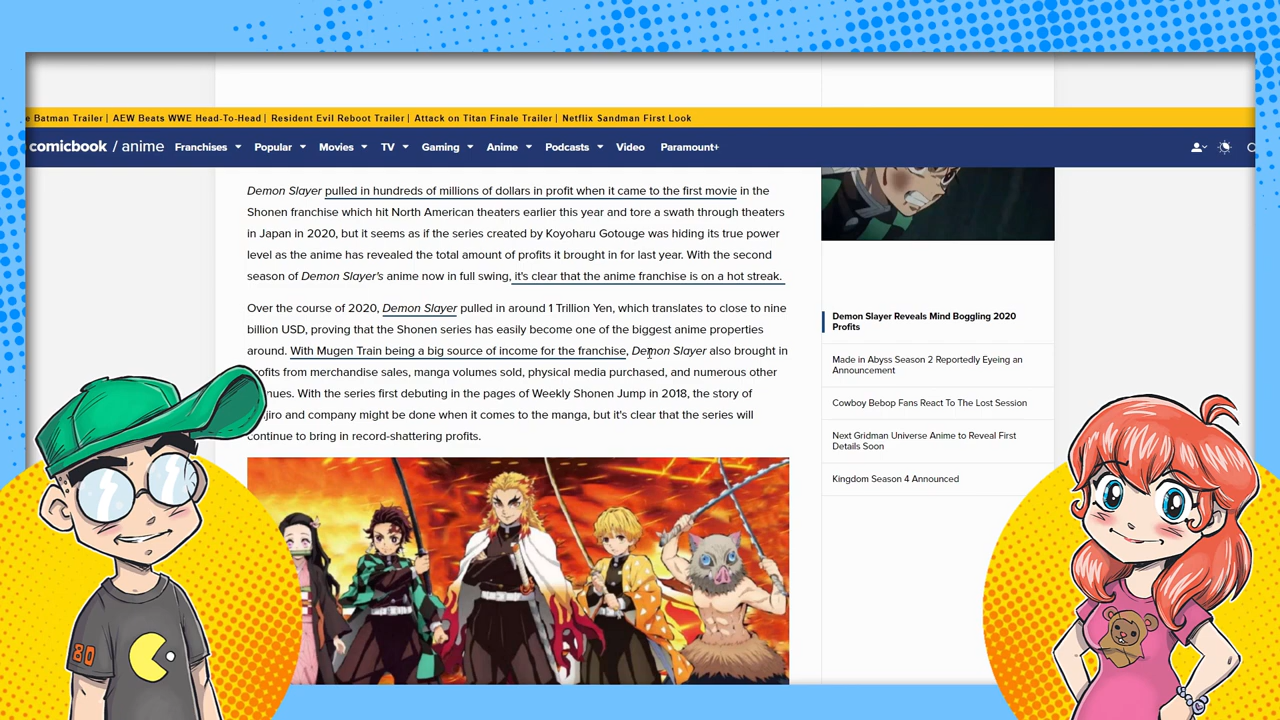 e Batman Trailer | AEW Beats WWE Head-To-Head | Resident Evil Reboot Trailer | Attack on Titan Finale Trailer | Netflix Sandman First Look
comicbook / anime Franchises Popular Movies TV Gaming Anime Podcasts Video Paramount+
Demon Slayer pulled in hundreds of millions of dollars in profit when it came to the first movie in the
Shonen franchise which hit North American theaters earlier this year and tore a swath through theaters
in Japan in 2020, but it seems as if the series created by Koyoharu Gotouge was hiding its true power
level as the anime has revealed the total amount of profits it brought in for last year. With the second
season of Demon Slayer's anime now in full swing, it's clear that the anime franchise is on a hot streak.
Over the course of 2020, Demon Slayer pulled in around 1 Trillion Yen, which translates to close to nine
billion USD, proving that the Shonen series has easily become one of the biggest anime properties
around. With Mugen Train being a big source of income for the franchise, Demon Slayer also brought in
rofits from merchandise sales, manga volumes sold, physical media purchased, and numerous other
nues. With the series first debuting in the pages of Weekly Shonen Jump in 2018, the story of
jiro and company might be done when it comes to the manga, but it's clear that the series will
continue to bring in record-shattering profits.
Demon Slayer Reveals Mind Boggling 2020
Profits
Made in Abyss Season 2 Reportedly Eyeing an
Announcement
Cowboy Bebop Fans React To The Lost Session
Next Gridman Universe Anime to Reveal First
Details Soon
Kingdom Season 4 Announced
80